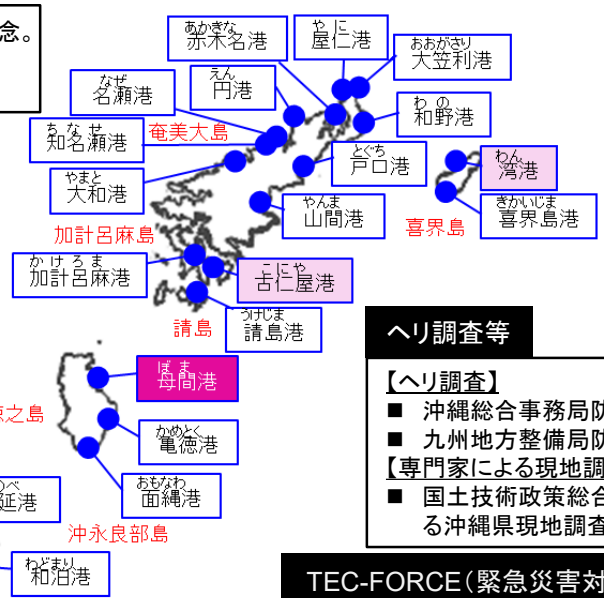 念。
あかきな
赤木名港
やに
屋仁港
おおがさり
大笠利港
なぜ
名瀬港
えん
円港
わの
和野港
ちなせ
知名瀬港
奄美大島
とぐち
戸口港
わん
湾港
やまと
大和港
やんま
山間港
きかいじま
喜界島港
喜界島
加計呂麻島
かけろま
加計呂麻港
こにや
古仁屋港
うけじま
請島港
請島
ヘリ調査等
ぼま
母間港
【ヘリ調査】
■ 沖縄総合事務局防
之島
かめとく
亀徳港
■ 九州地方整備局防
【専門家による現地調
おもなわ
面縄港
■ 国土技術政策総合
る沖縄県現地調査
のべ
延港
沖永良部島
わどまり
和泊港
TEC-FORCE（緊急災害対